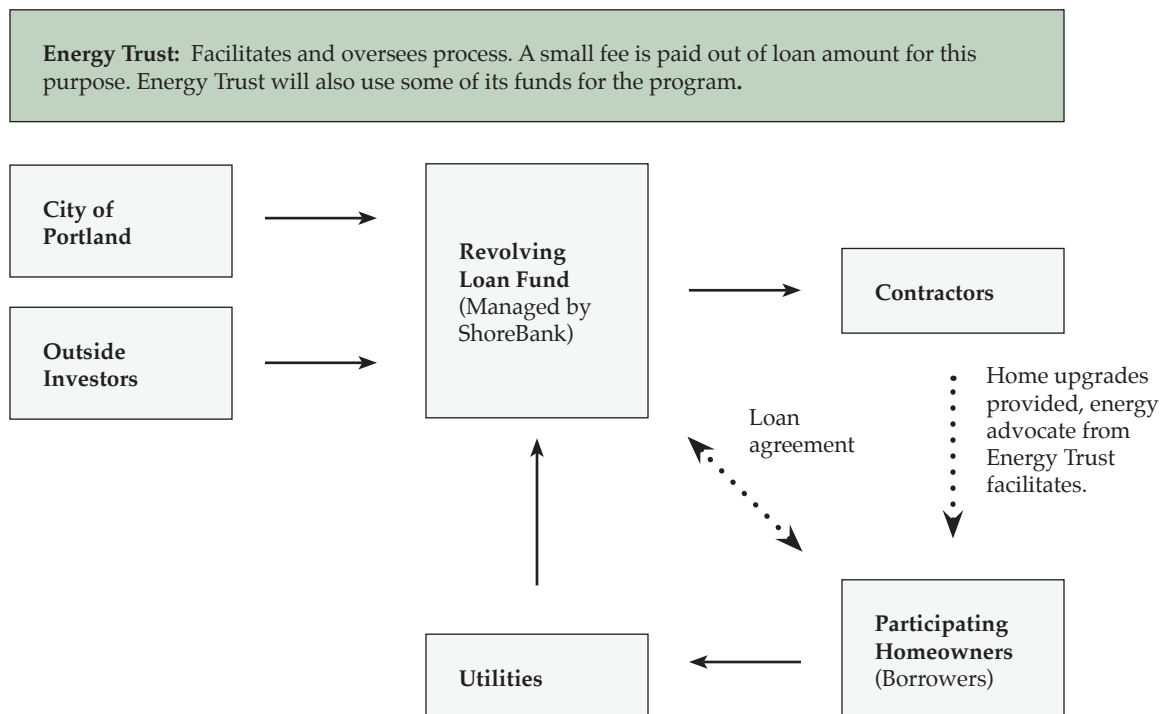 Energy Trust: Facilitates and oversees process. A small fee is paid out of loan amount for this
purpose. Energy Trust will also use some of its funds for the program.
City of
Portland
Outside
Investors
Revolving
Loan Fund
(Managed by
ShoreBank)
Contractors
Home upgrades
provided, energy
advocate from
Energy Trust
facilitates.
Loan
agreement
Participating
Homeowners
(Borrowers)
Utilities